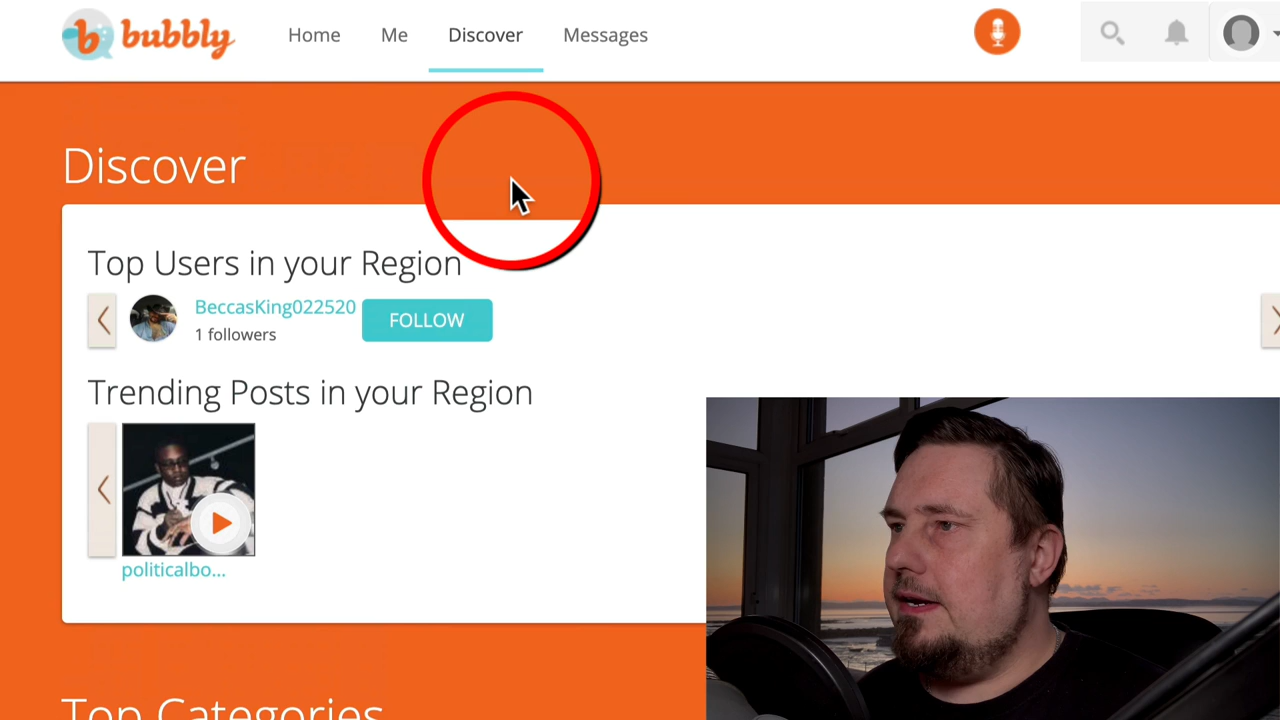 bubbly
Home Me Discover Messages
Discover
Top Users in your Region
BeccasKing022520
1 followers
FOLLOW
Trending Posts in your Region
politicalbo...
Top Categories